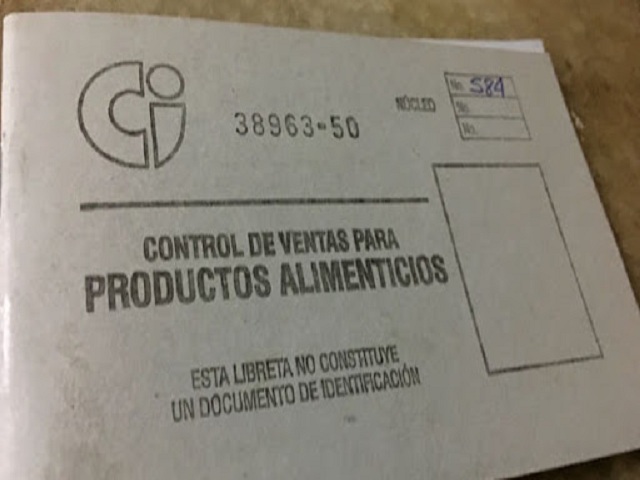 Ci
38963-50
NÚCLEO
No. 584
No.
No.
CONTROL DE VENTAS PARA
PRODUCTOS ALIMENTICIOS
ESTA LIBRETA NO CONSTITUYE
UN DOCUMENTO DE IDENTIFICACIÓN